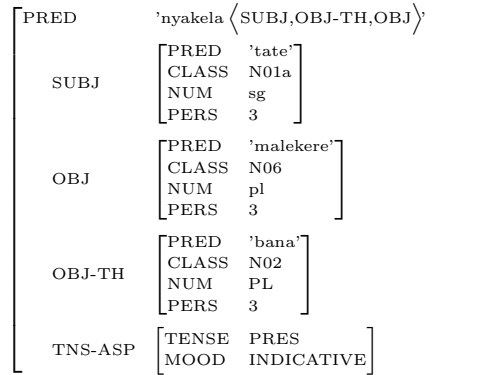 PRED 'nyakela ⟨SUBJ,OBJ-TH,OBJ⟩'
PRED 'tate'
CLASS N01a
SUBJ
NUM sg
PERS 3
PRED 'malekere'
CLASS N06
OBJ
NUM pl
PERS 3
PRED 'bana'
CLASS N02
OBJ-TH
NUM PL
PERS 3
TENSE PRES
TNS-ASP
MOOD INDICATIVE